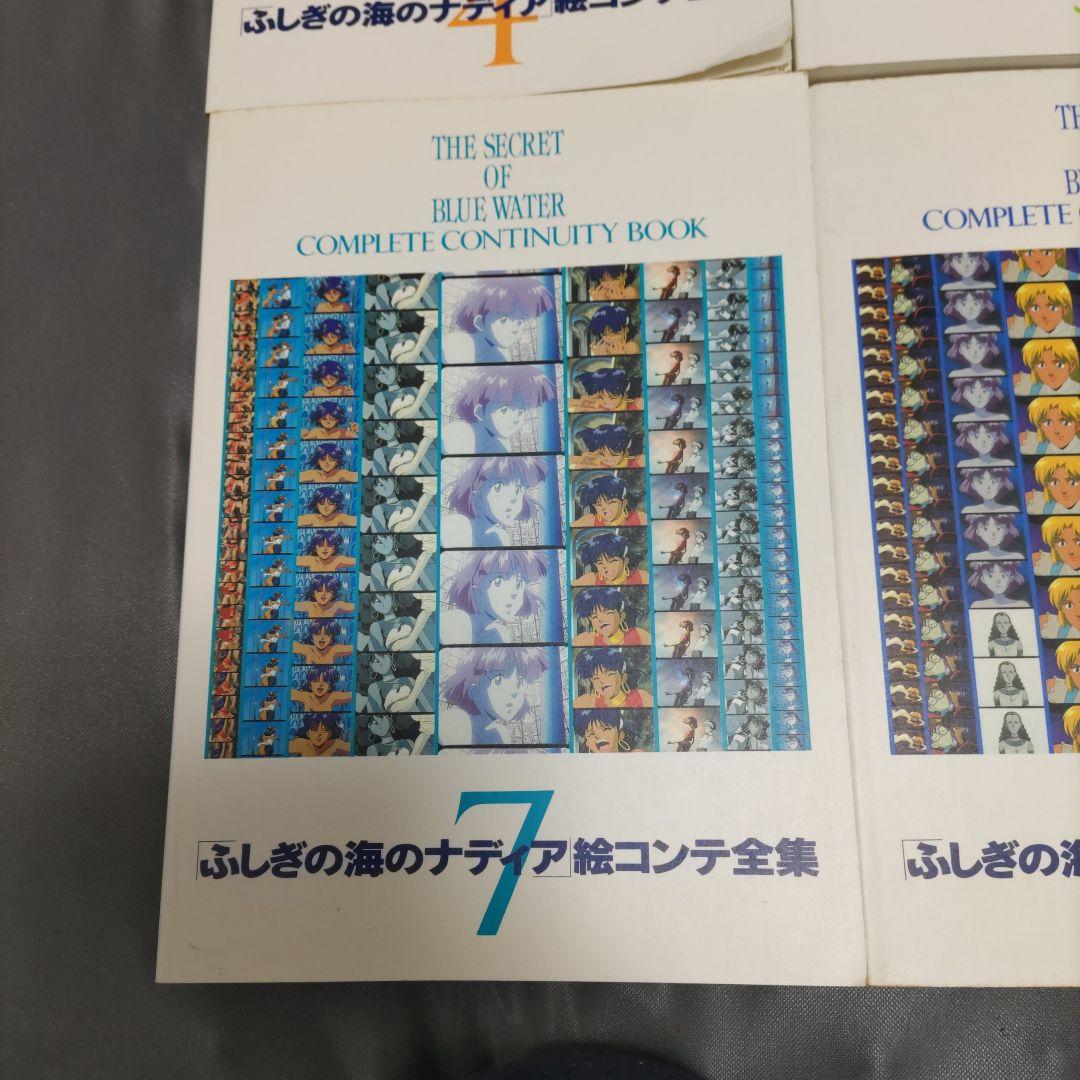 「ふしぎの海のナディア」絵コンテ
4
THE SECRET
OF
BLUE WATER
COMPLETE CONTINUITY BOOK
7
「ふしぎの海のナディア」絵コンテ全集
TH
B
COMPLETE
「ふしぎの海